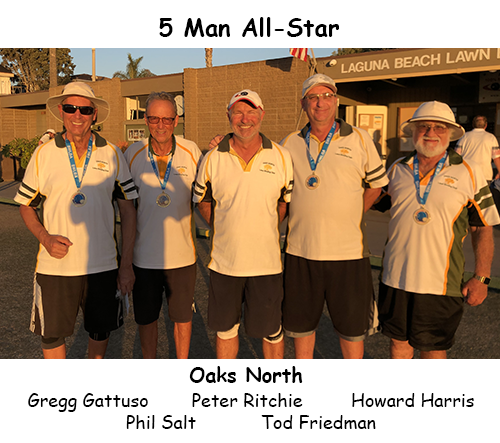 5 Man All-Star
LAGUNA BEACH LAWN
Oaks North
Gregg Gattuso Peter Ritchie Howard Harris
Phil Salt Tod Friedman